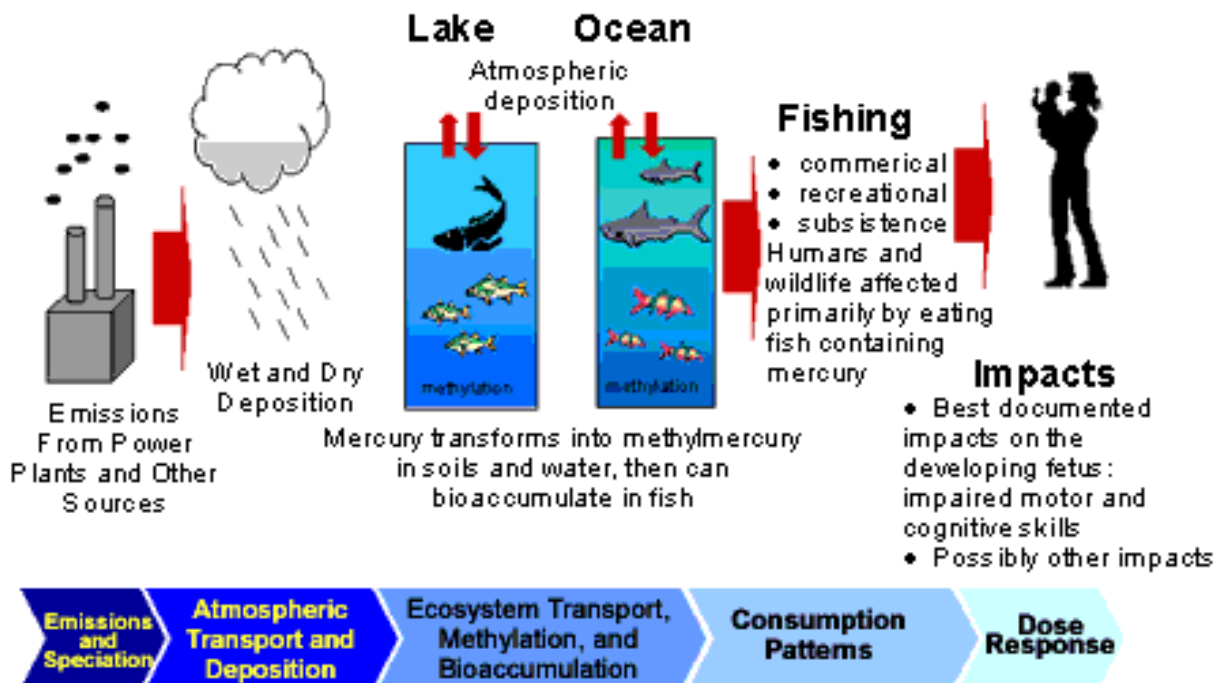 Lake
Ocean
Atmospheric
deposition
Fishing
• commerical
• recreational
• subsistence
Humans and
wildlife affected
primarily by eating
fish containing
mercury
methylation
methylation
Wet and Dry
Deposition
Emissions
From Power
Plants and Other
Sources
Mercury transforms into methylmercury
in soils and water, then can
bioaccumulate in fish
Impacts
• Best documented
impacts on the
developing fetus:
impaired motor and
cognitive skills
• Possibly other impacts
Emissions
and
Speciation
Atmospheric
Transport and
Deposition
Ecosystem Transport,
Methylation, and
Bioaccumulation
Consumption
Patterns
Dose
Response